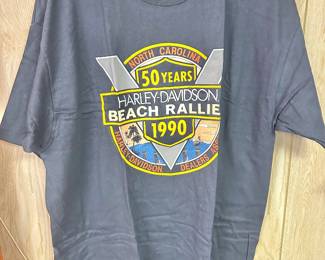 NORTH CAROLINA
50 YEARS
HARLEY-DAVIDSON
BEACH RALLIE
1990
HARLEY-DAVIDSON
DEALERS